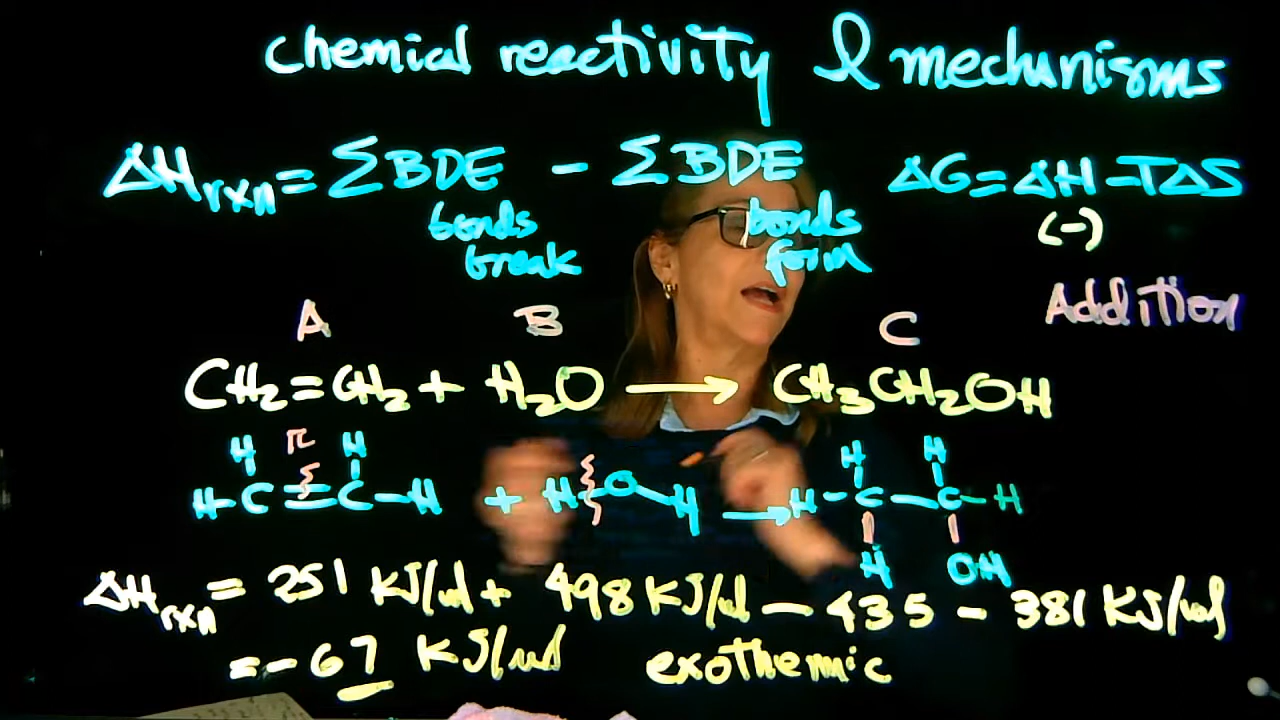 chemical reactivity & mechanisms
ΔHrxn = ΣBDE - ΣBDE ΔG = ΔH - TΔS
bonds break bonds form (-)
Addition
A B C
CH₂=CH₂ + H₂O → CH₃CH₂OH
H π H H H
H-C=C-H + H O H → H-C-C-H
H OH
ΔHrxn = 251 KJ/mol + 498 KJ/mol - 435 - 381 KJ/mol
= -67 KJ/mol exothermic